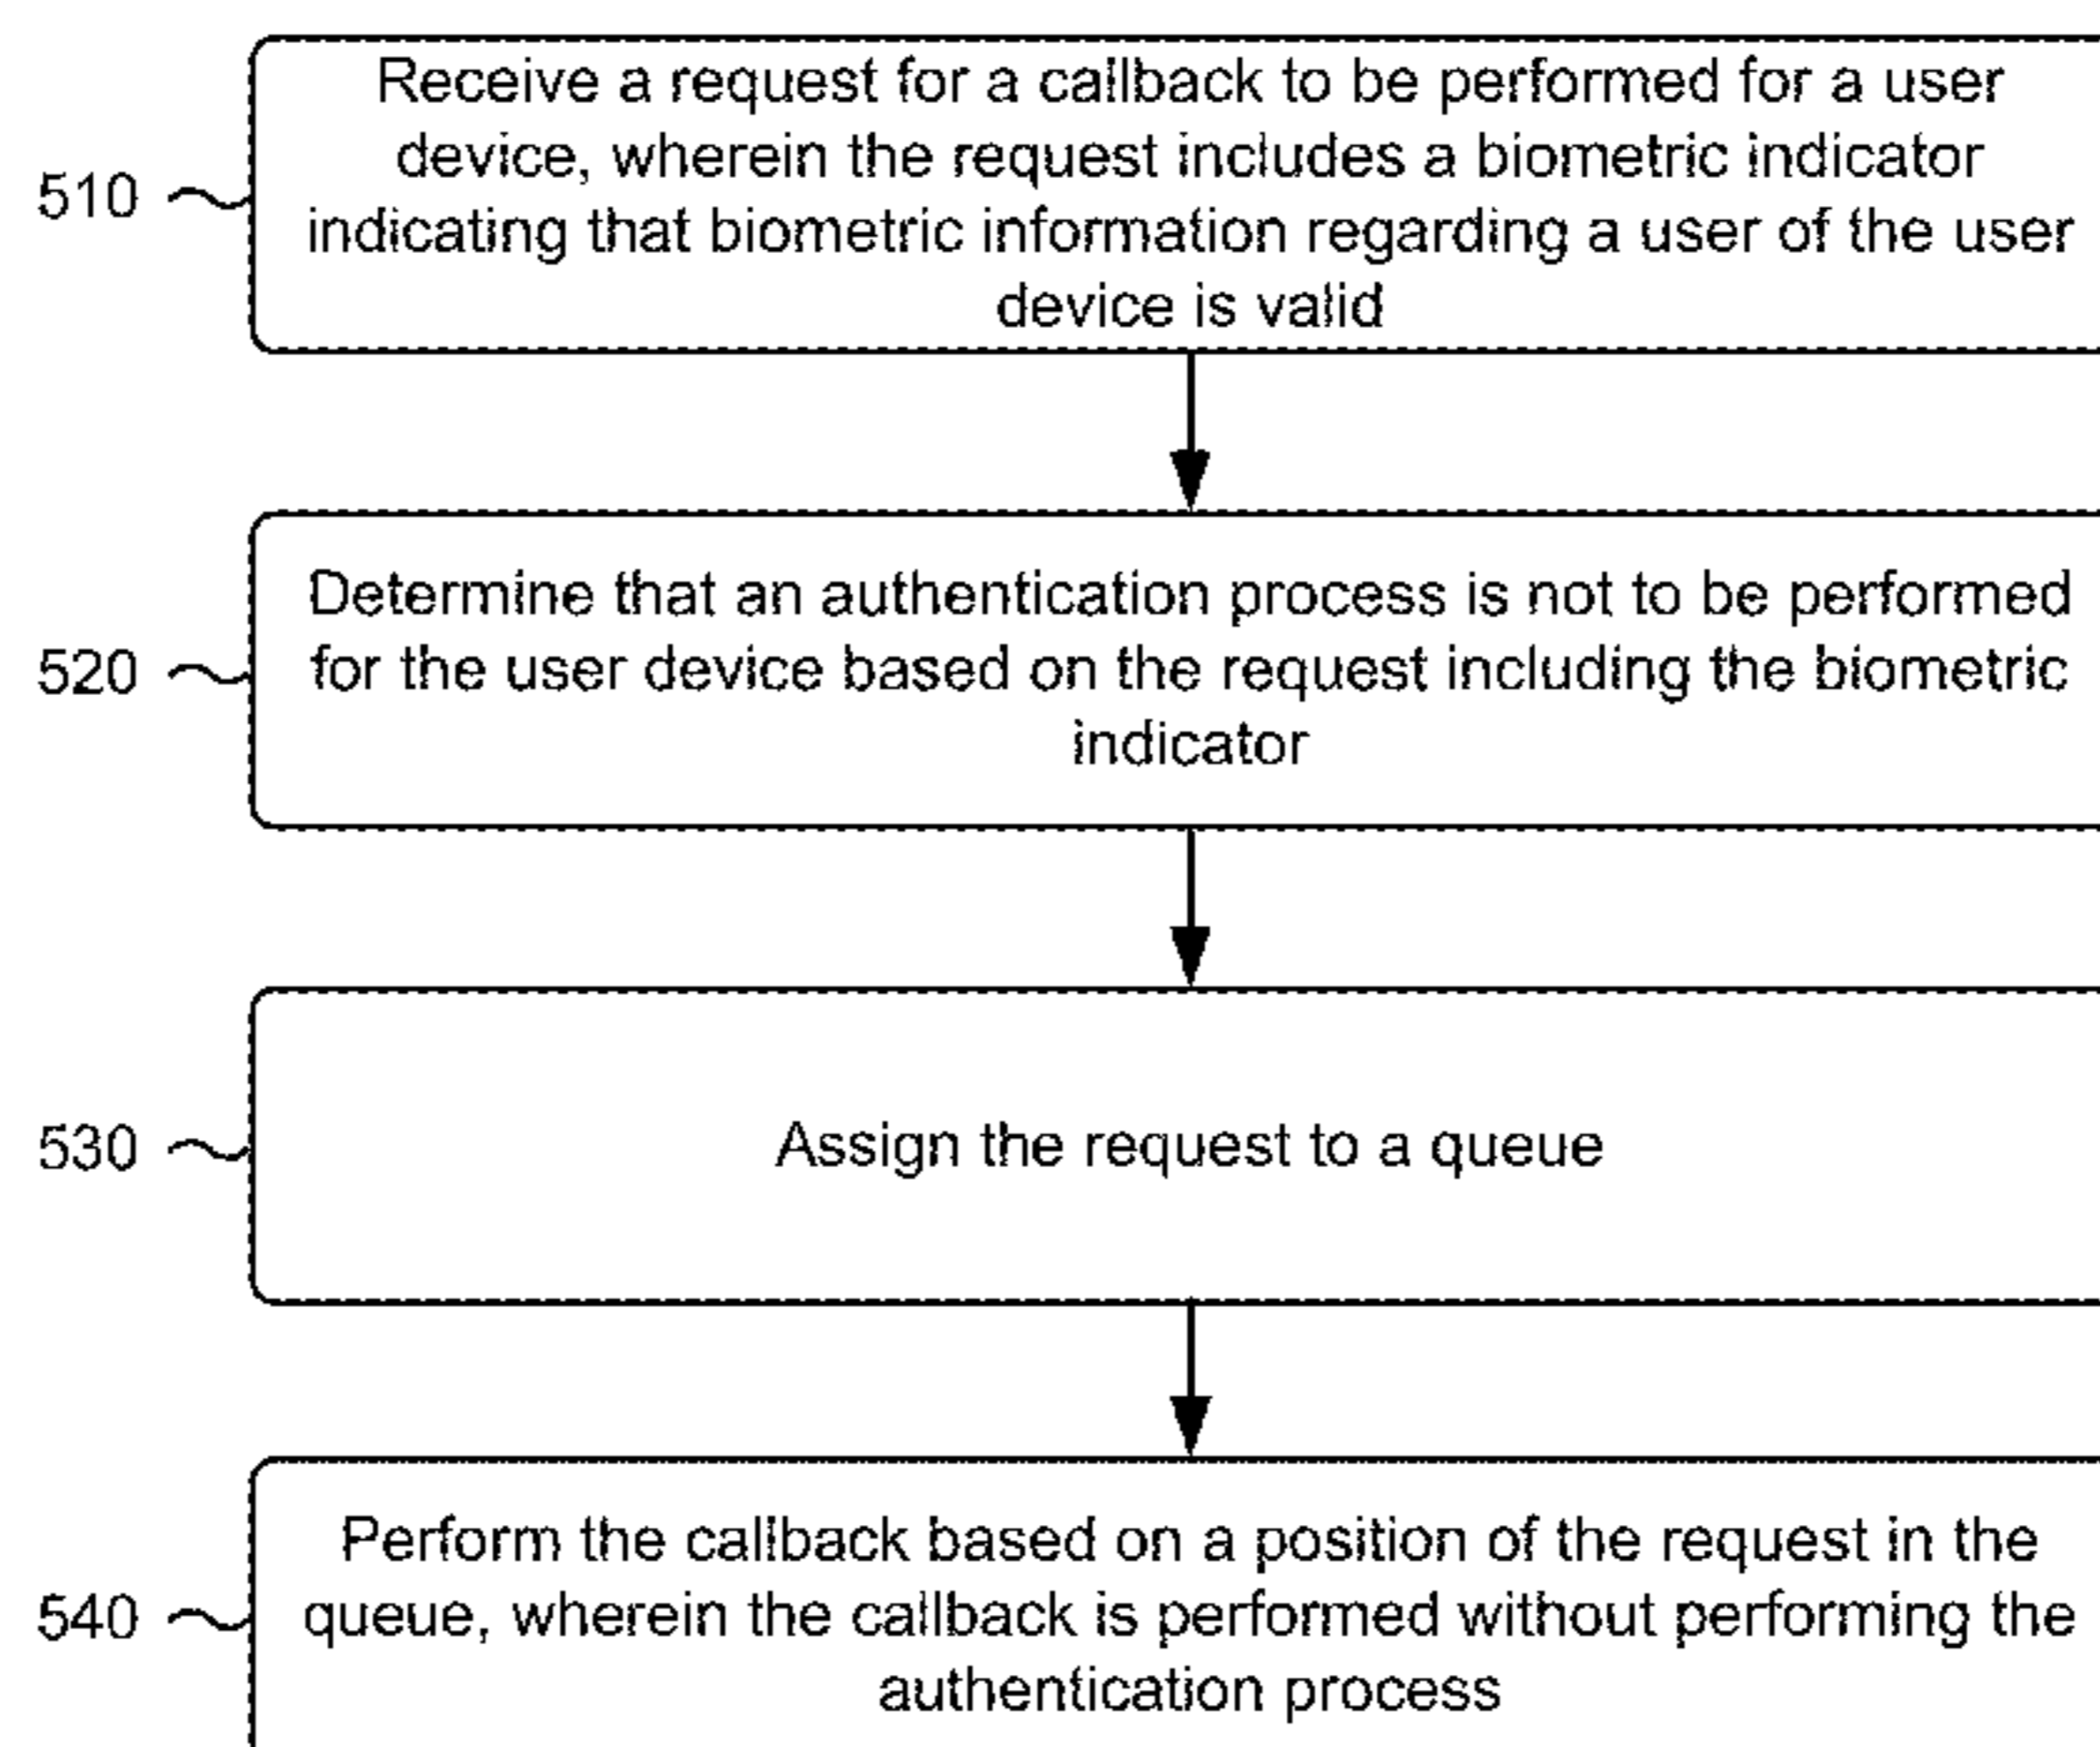 Receive a request for a callback to be performed for a user
device, wherein the request includes a biometric indicator
510
indicating that biometric information regarding a user of the user
device is valid
Determine that an authentication process is not to be performed
520
for the user device based on the request including the biometric
indicator
530
Assign the request to a queue
Perform the callback based on a position of the request in the
540
queue, wherein the callback is performed without performing the
authentication process